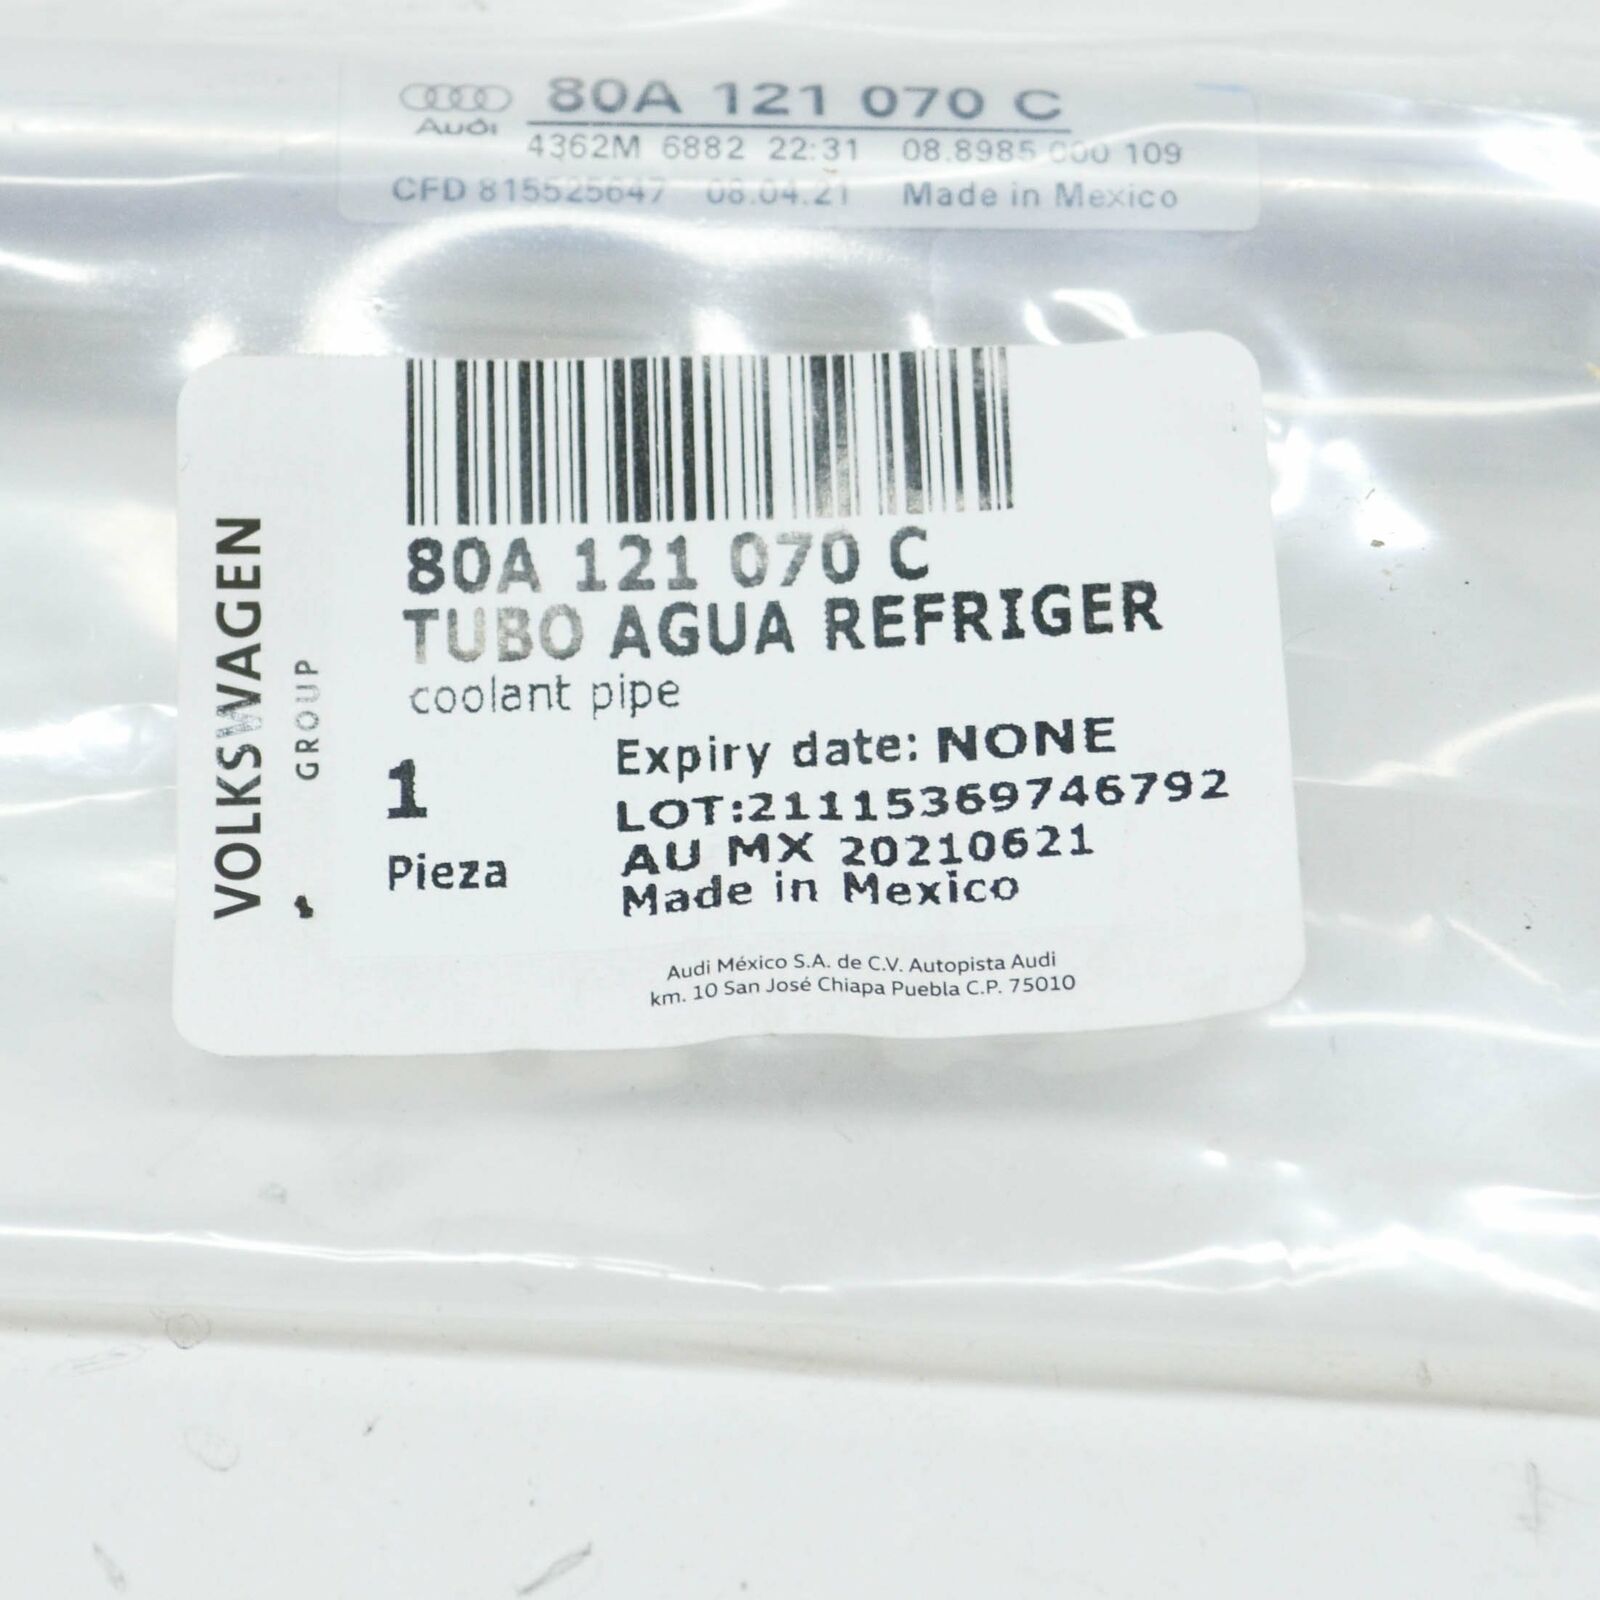 Audi
80A 121 070 C
4362M 6882 22:31 08.8985 000 109
CFD 815525647 08.04.21 Made in Mexico
VOLKSWAGEN
GROUP
80A 121 070 C
TUBO AGUA REFRIGER
coolant pipe
1
Pieza
Expiry date: NONE
LOT:211115369746792
AU MX 20210621
Made in Mexico
Audi México S.A. de C.V. Autopista Audi
km. 10 San José Chiapa Puebla C.P. 75010